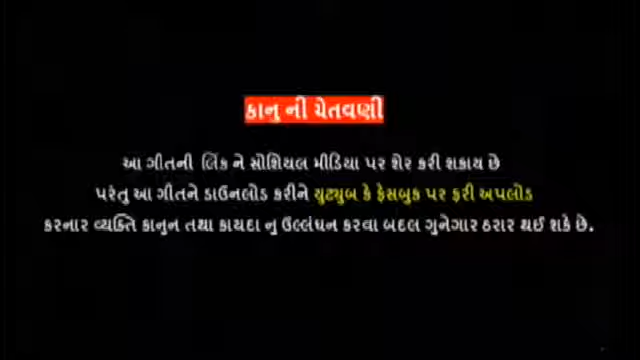 કાનુ ની ચેતવણી
આ ગીતની લિંક ને સોશિયલ મીડિયા પર શેર કરી શકાય છે
પરંતુ આ ગીતને ડાઉનલોડ કરીને યુટ્યુબ કે ફેસબુક પર ફરી અપલોડ
કરનાર વ્યક્તિ કાનુન તથા કાયદા નુ ઉલ્લંઘન કરવા બદલ ગુનેગાર ઠરાર થઈ શકે છે.